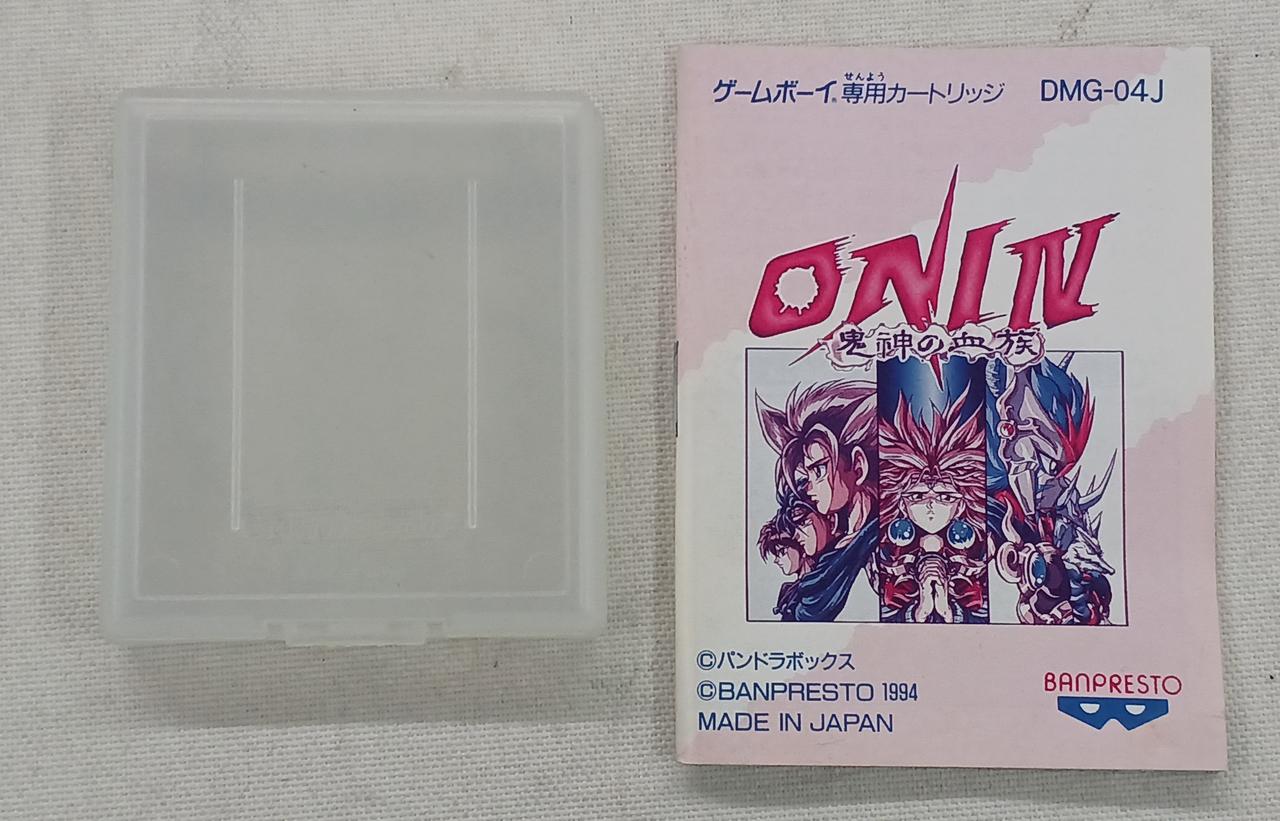 せんよう
ゲームボーイ®専用カートリッジ DMG-04J
ONI IV
鬼神の血族
©パンドラボックス
©BANPRESTO 1994
MADE IN JAPAN
BANPRESTO